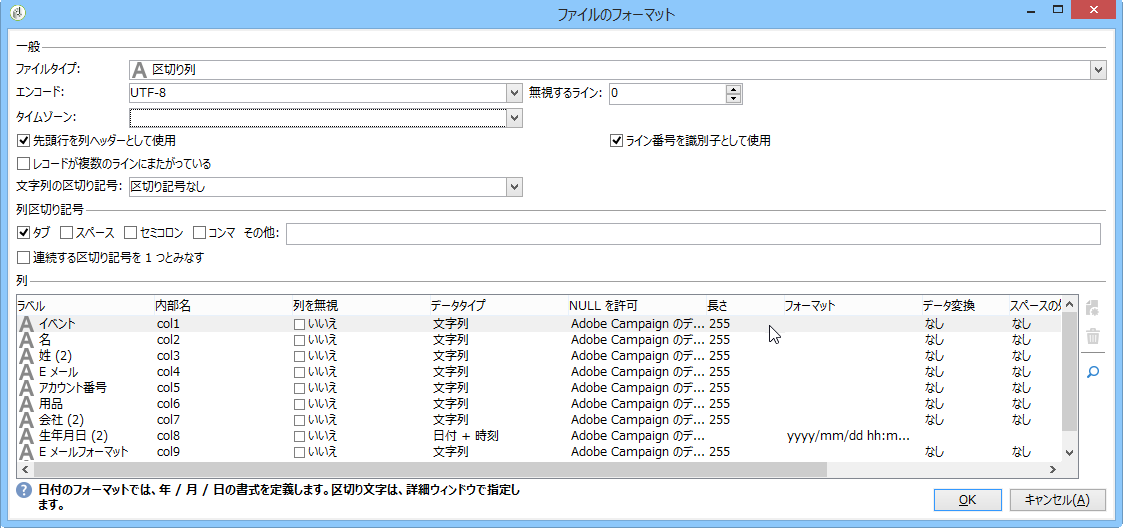 ファイルのフォーマット
一般
ファイルタイプ: 区切り列
エンコード: UTF-8 無視するライン: 0
タイムゾーン:
先頭行を列ヘッダーとして使用 ライン番号を識別子として使用
レコードが複数のラインにまたがっている
文字列の区切り記号: 区切り記号なし
列区切り記号
タブ スペース セミコロン コンマ その他:
連続する区切り記号を 1 つとみなす
列
ラベル 内部名 列を無視 データタイプ NULL を許可 長さ フォーマット データ変換 スペースの
イベント col1 いいえ 文字列 Adobe Campaign のデ... 255 なし なし
名 col2 いいえ 文字列 Adobe Campaign のデ... 255 なし なし
姓 (2) col3 いいえ 文字列 Adobe Campaign のデ... 255 なし なし
E メール col4 いいえ 文字列 Adobe Campaign のデ... 255 なし なし
アカウント番号 col5 いいえ 文字列 Adobe Campaign のデ... 255 なし なし
用品 col6 いいえ 文字列 Adobe Campaign のデ... 255 なし なし
会社 (2) col7 いいえ 文字列 Adobe Campaign のデ... 255 なし なし
生年月日 (2) col8 いいえ 日付 + 時刻 Adobe Campaign のデ... yyyy/mm/dd hh:m...
E メールフォーマット col9 いいえ 文字列 Adobe Campaign のデ... 255 なし なし
日付のフォーマットでは、年 / 月 / 日の書式を定義します。区切り文字は、詳細ウィンドウで指定し
ます。
OK キャンセル(A)